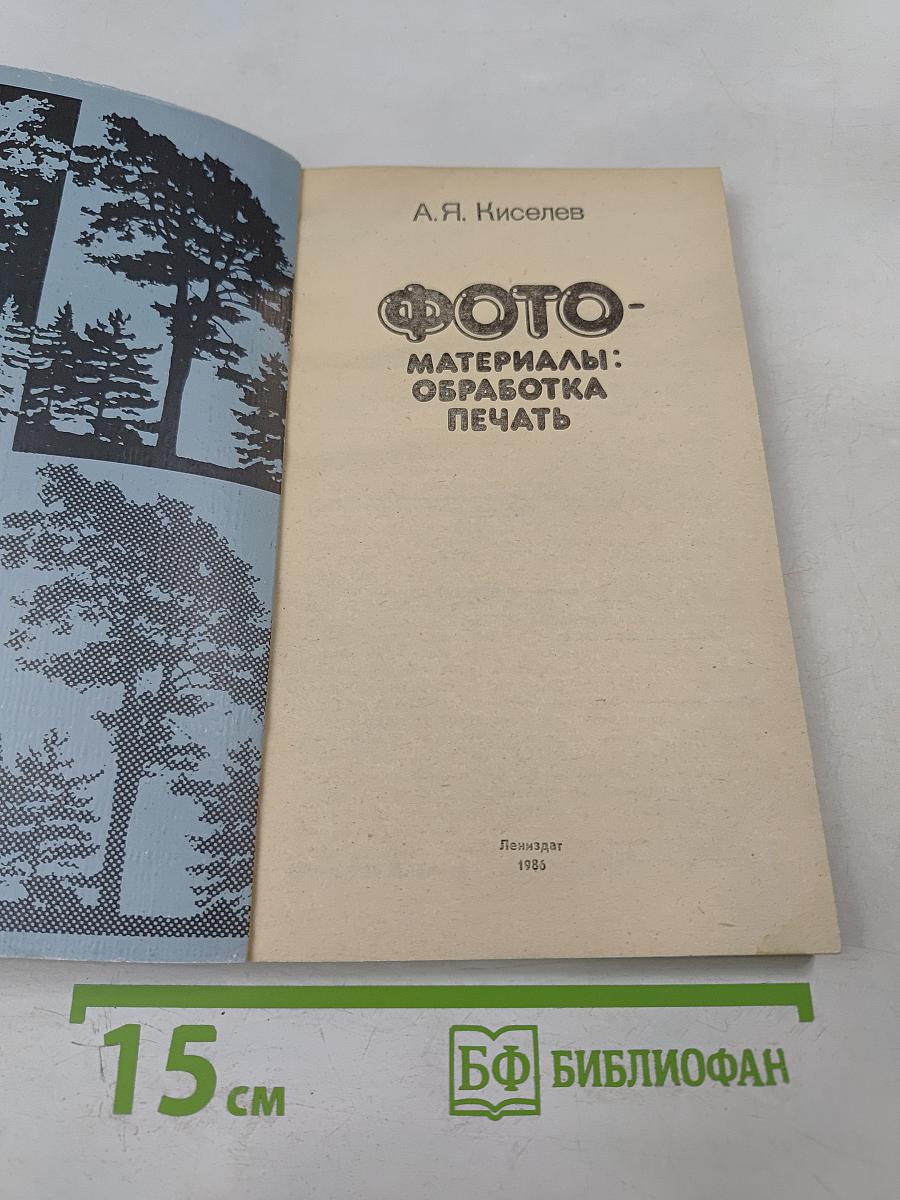 А.Я. Киселев
ФОТО-
МАТЕРИАЛЫ:
ОБРАБОТКА
ПЕЧАТЬ
Лениздат
1986
15 см
БФ БИБЛИОФАН